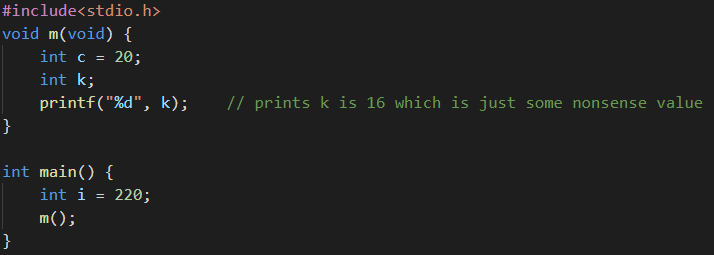 #include<stdio.h>
void m(void) {
    int c = 20;
    int k;
    printf("%d", k);    // prints k is 16 which is just some nonsense value
}

int main() {
    int i = 220;
    m();
}